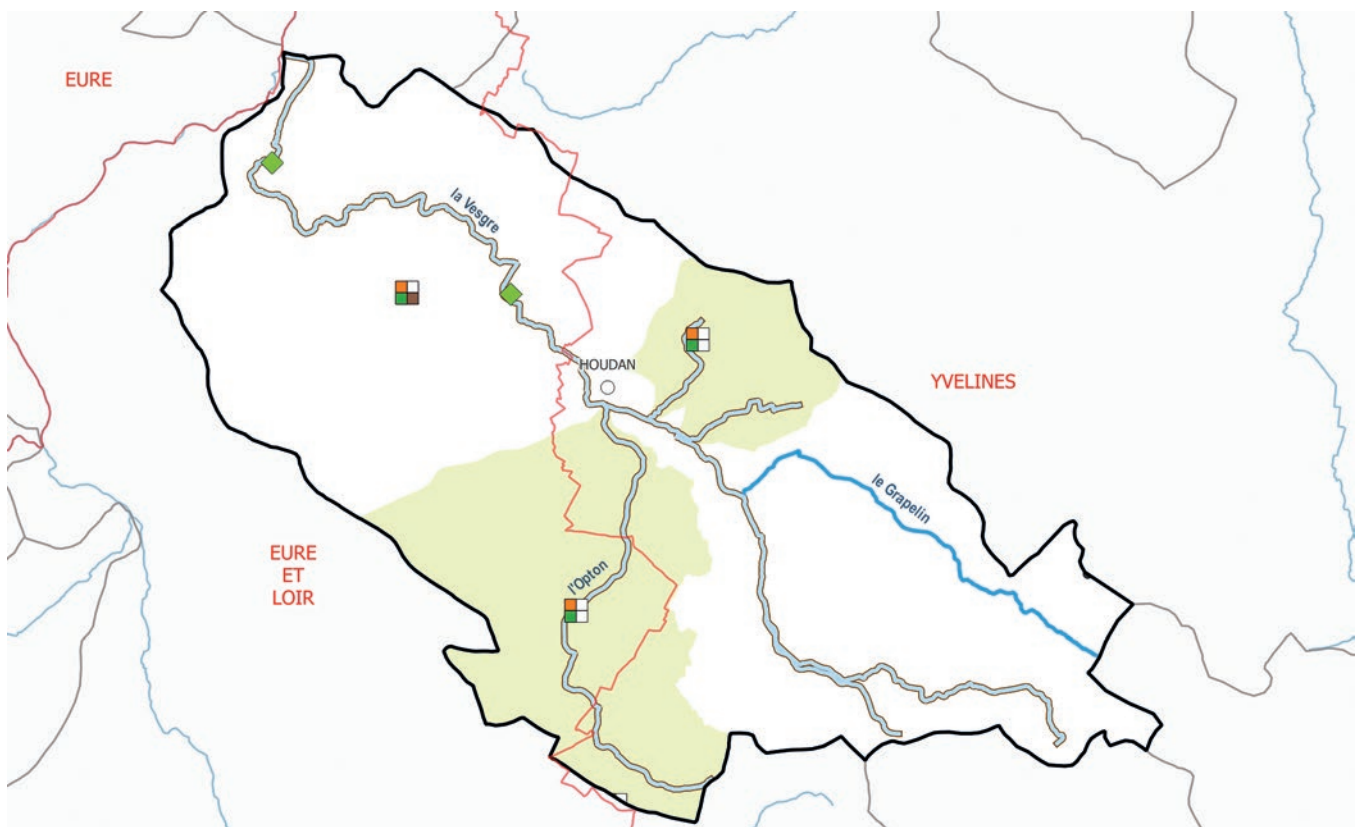 EURE
la Vesgre
HOUDAN
YVELINES
le Grapelin
EURE
ET
LOIR
l'Opton